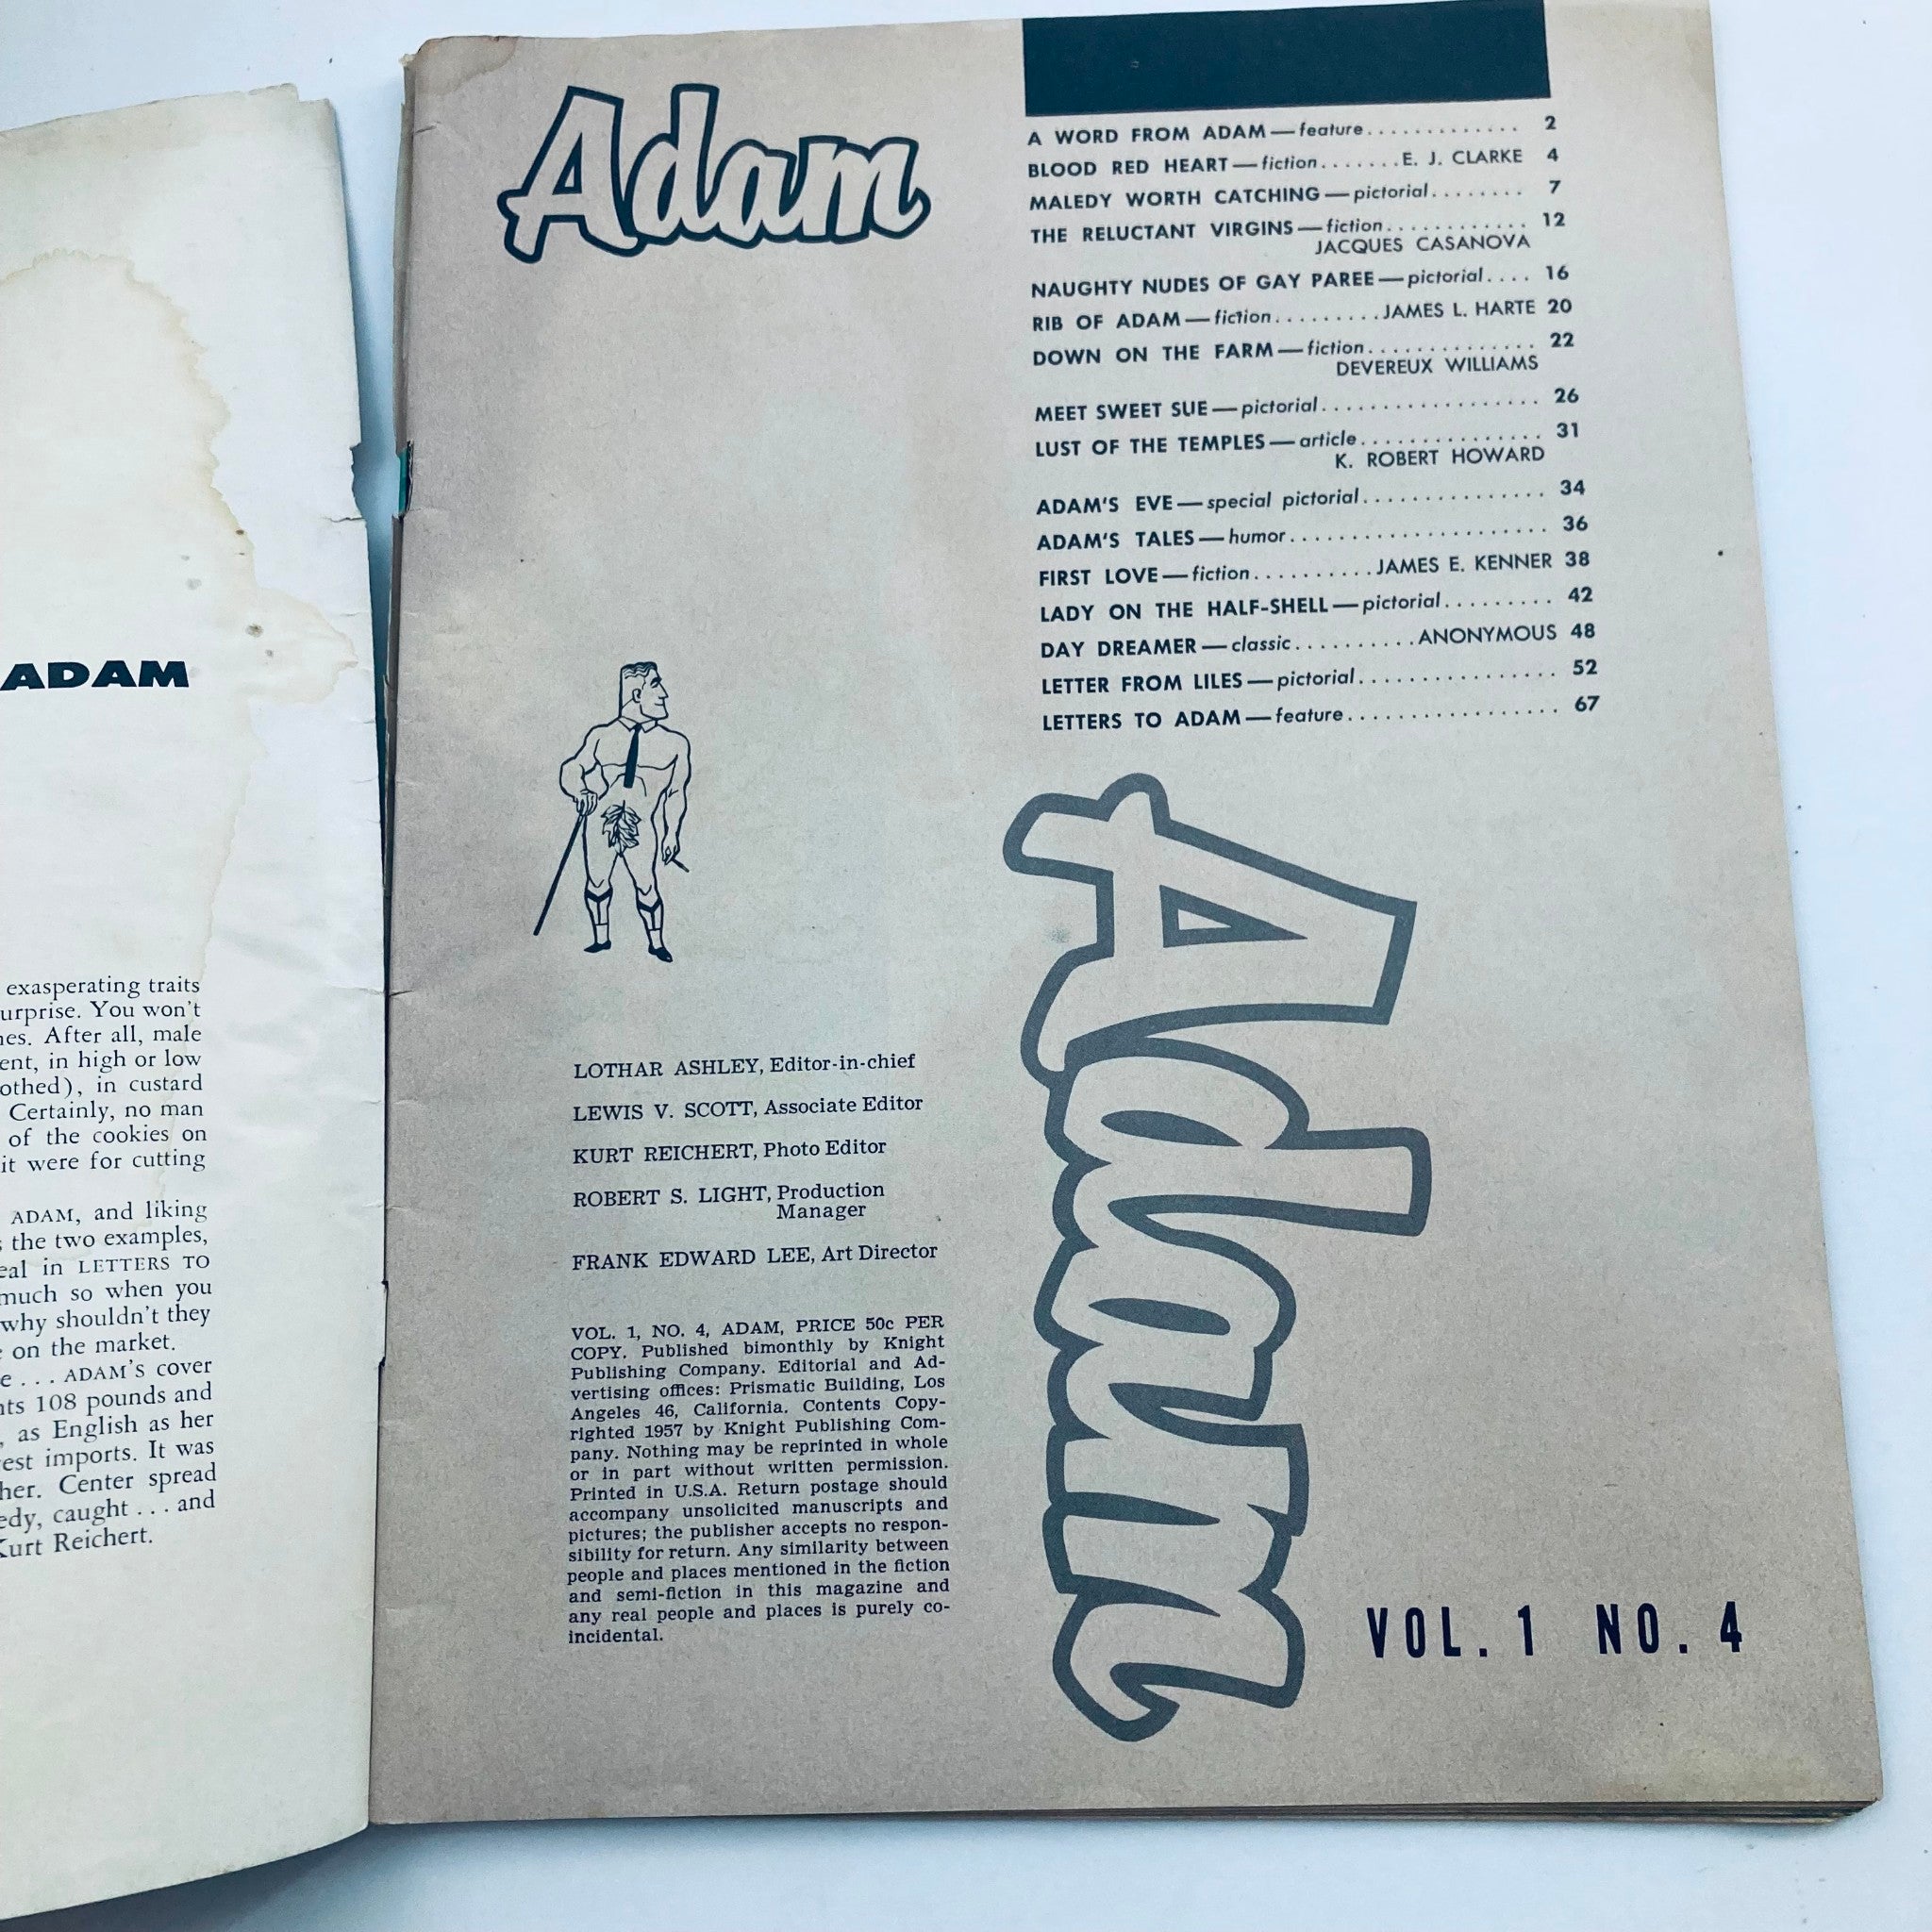 ADAM
exasperating traits
urprise. You won't
nes. After all, male
ent, in high or low
othed), in custard
Certainly, no man
of the cookies on
it were for cutting
ADAM, and liking
the two examples,
eal in LETTERS TO
much so when you
why shouldn't they
on the market.
e . . . ADAM'S cover
nts 108 pounds and
, as English as her
est imports. It was
her. Center spread
edy, caught . . . and
Kurt Reichert.
Adam
LOTHAR ASHLEY, Editor-in-chief
LEWIS V. SCOTT, Associate Editor
KURT REICHERT, Photo Editor
ROBERT S. LIGHT, Production
Manager
FRANK EDWARD LEE, Art Director
VOL. 1, NO. 4, ADAM, PRICE 50c PER
COPY. Published bimonthly by Knight
Publishing Company. Editorial and Ad-
vertising offices: Prismatic Building, Los
Angeles 46, California. Contents Copy-
righted 1957 by Knight Publishing Com-
pany. Nothing may be reprinted in whole
or in part without written permission.
Printed in U.S.A. Return postage should
accompany unsolicited manuscripts and
pictures; the publisher accepts no respon-
sibility for return. Any similarity between
people and places mentioned in the fiction
and semi-fiction in this magazine and
any real people and places is purely co-
incidental.
A WORD FROM ADAM—feature............. 2
BLOOD RED HEART—fiction.......E. J. CLARKE 4
MALEDY WORTH CATCHING—pictorial........ 7
THE RELUCTANT VIRGINS—fiction............ 12
JACQUES CASANOVA
NAUGHTY NUDES OF GAY PAREE—pictorial.... 16
RIB OF ADAM—fiction.........JAMES L. HARTE 20
DOWN ON THE FARM—fiction.............. 22
DEVEREUX WILLIAMS
MEET SWEET SUE—pictorial.................. 26
LUST OF THE TEMPLES—article............... 31
K. ROBERT HOWARD
ADAM'S EVE—special pictorial............... 34
ADAM'S TALES—humor..................... 36
FIRST LOVE—fiction..........JAMES E. KENNER 38
LADY ON THE HALF-SHELL—pictorial......... 42
DAY DREAMER—classic..........ANONYMOUS 48
LETTER FROM LILES—pictorial................. 52
LETTERS TO ADAM—feature.................. 67
Adam
VOL. 1 NO. 4